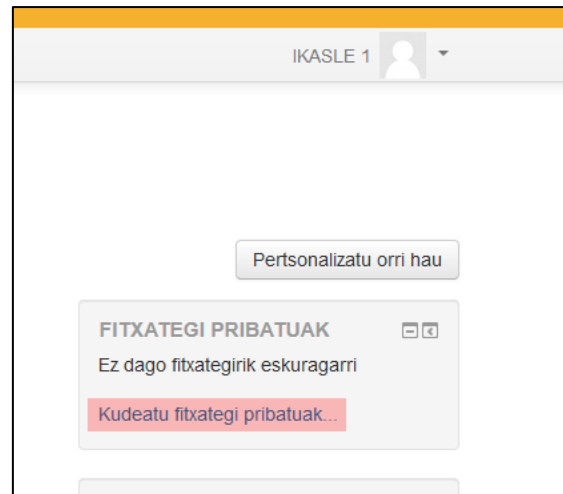 IKASLE 1
Pertsonalizatu orri hau
FITXATEGI PRIBATUAK
Ez dago fitxategirik eskuragarri
Kudeatu fitxategi pribatuak...